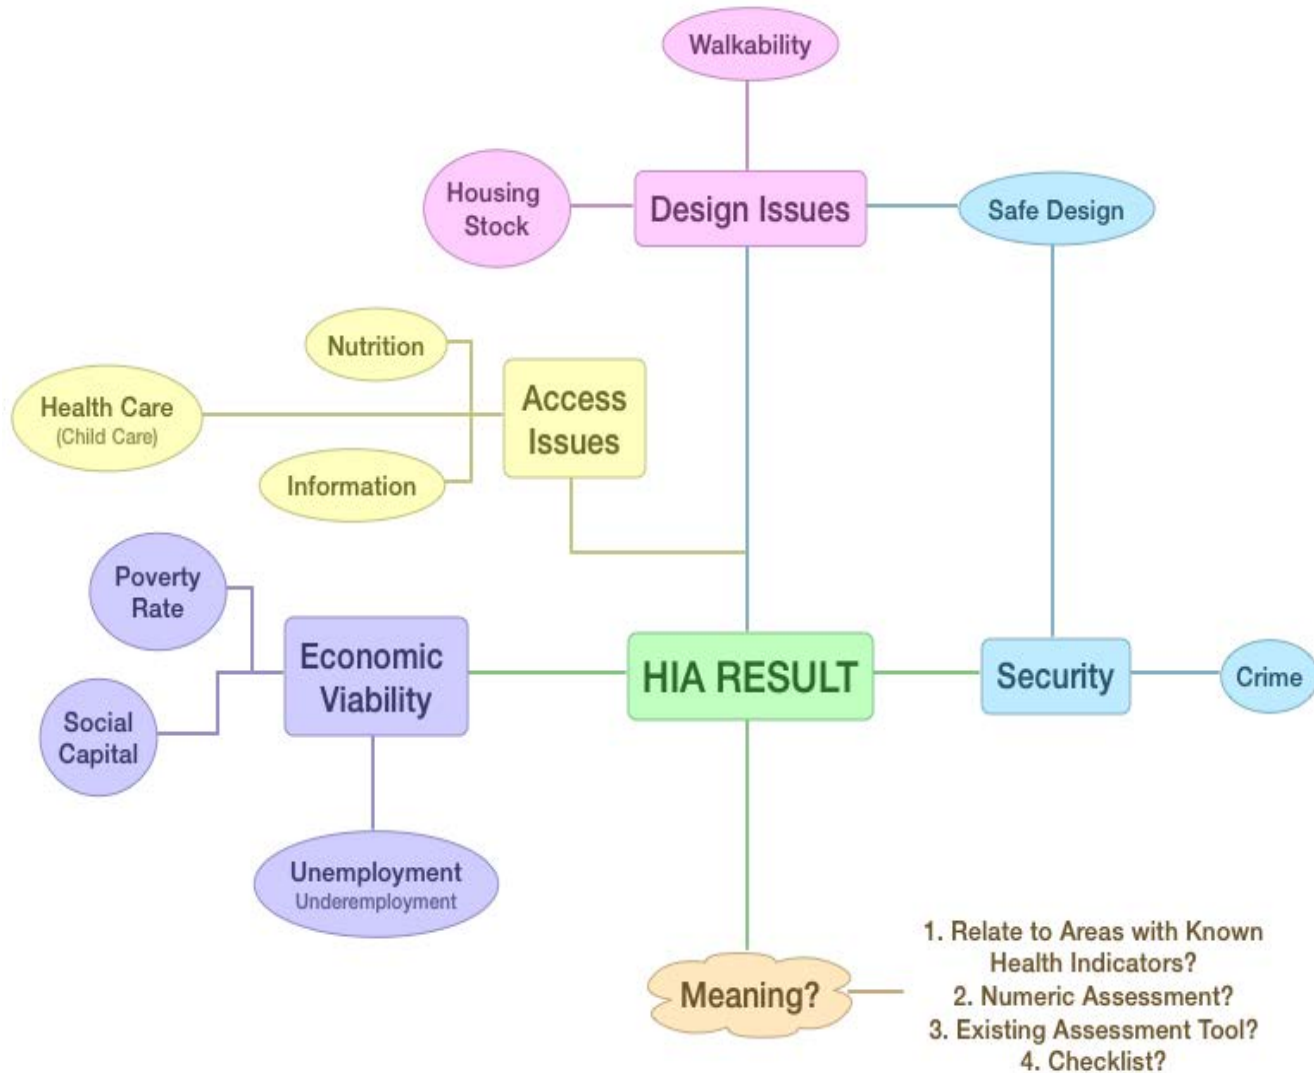 Walkability
Housing
Stock
Design Issues
Safe Design
Nutrition
Health Care
(Child Care)
Access
Issues
Information
Poverty
Rate
Economic
Viability
HIA RESULT
Security
Crime
Social
Capital
Unemployment
Underemployment
Meaning?
1. Relate to Areas with Known
Health Indicators?
2. Numeric Assessment?
3. Existing Assessment Tool?
4. Checklist?